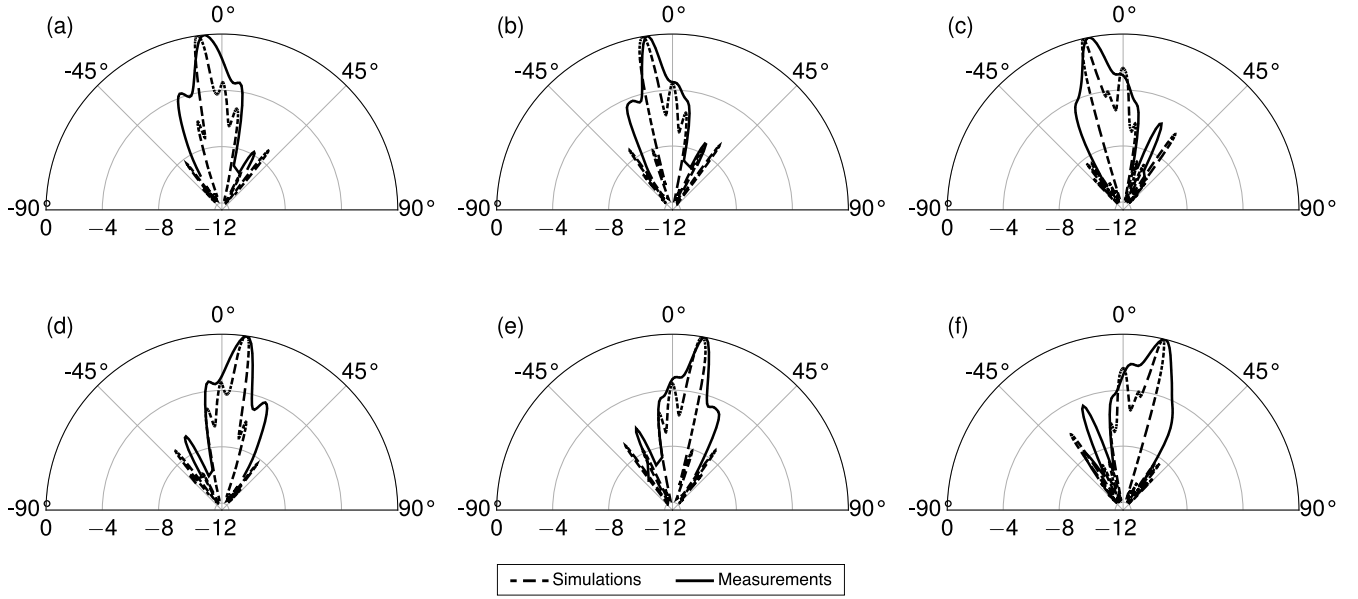 (a) 0° (b) 0° (c) 0°
-45° 45° -45° 45° -45° 45°
-90° 90° -90° 90° -90° 90°
0 −4 −8 −12 0 −4 −8 −12 0 −4 −8 −12
(d) 0° (e) 0° (f) 0°
-45° 45° -45° 45° -45° 45°
-90° 90° -90° 90° -90° 90°
0 −4 −8 −12 0 −4 −8 −12 0 −4 −8 −12
Simulations Measurements